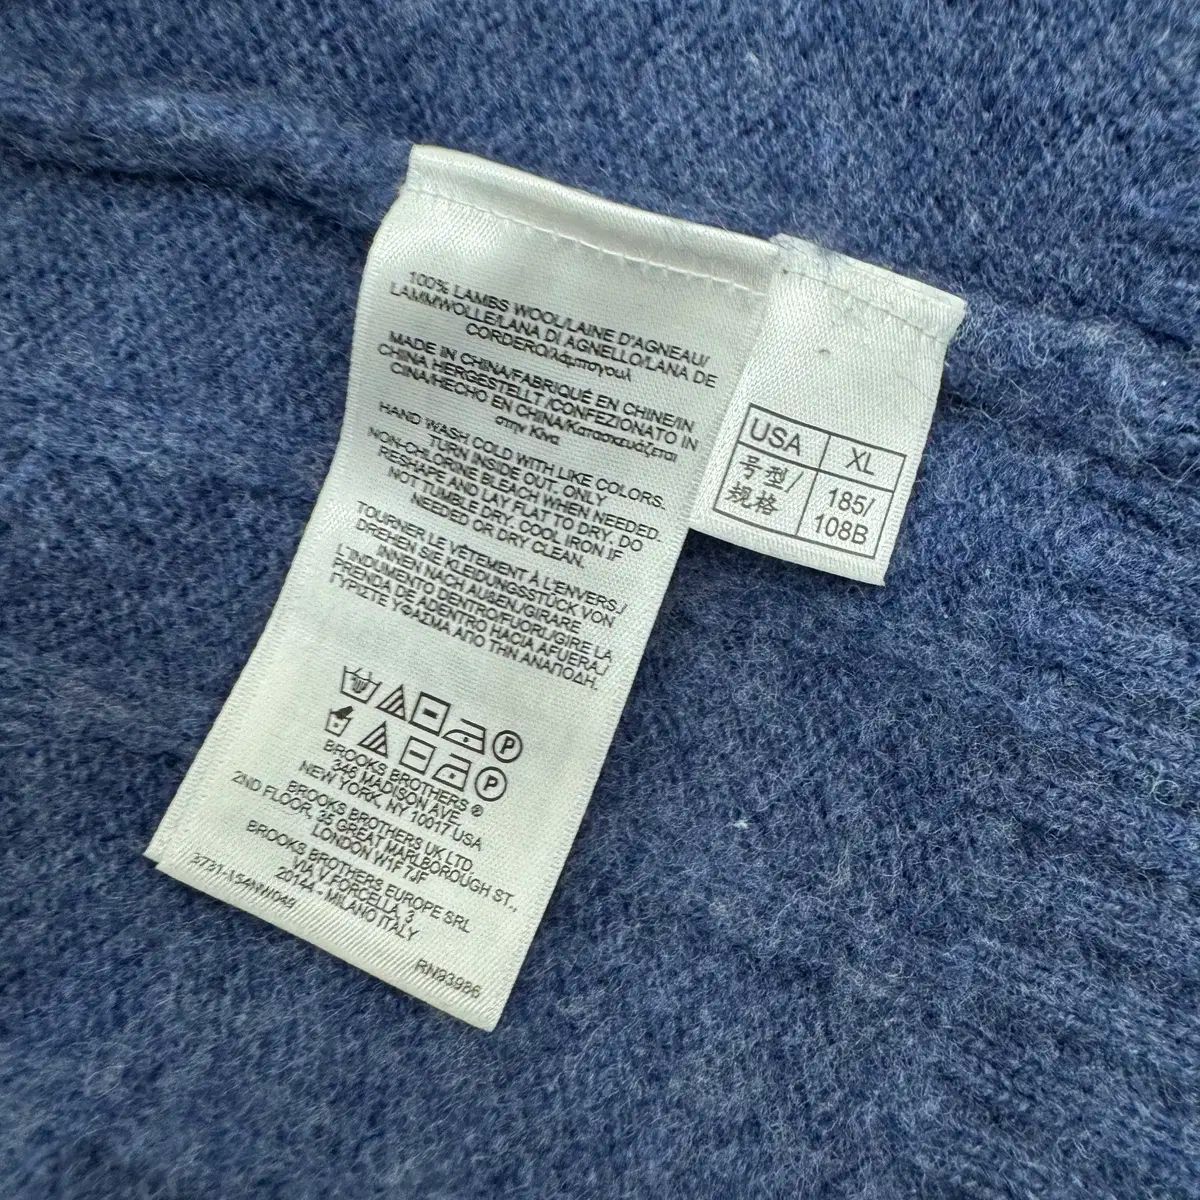 100% LAMBS WOOL/LAINE D'AGNEAU/
LAMMWOLLE/LANA DI AGNELLO/LANA DE
CORDERO/λάμπογουλ
MADE IN CHINA/FABRIQUÉ EN CHINE/IN
CHINA HERGESTELLT /CONFEZIONATO IN
CINA/HECHO EN CHINA/Κατασκευάζεται
στην Κίνα
HAND WASH COLD WITH LIKE COLORS.
TURN INSIDE OUT. ONLY
NON-CHLORINE BLEACH WHEN NEEDED.
RESHAPE AND LAY FLAT TO DRY. DO
NOT TUMBLE DRY. COOL IRON IF
NEEDED OR DRY CLEAN.
TOURNER LE VÊTEMENT À L'ENVERS./
DREHEN SIE KLEIDUNGSSTÜCK VON
INNEN NACH AUßEN./GIRARE
L'INDUMENTO DENTRO/FUORI./GIRE LA
PRENDA DE ADENTRO HACIA AFUERA/
ΓΥΡΙΣΤΕ ΥΦΑΣΜΑ ΑΠΟ ΤΗΝ ΑΝΑΠΟΔΗ.
P
P
BROOKS BROTHERS ®
346 MADISON AVE.
NEW YORK, NY 10017 USA
BROOKS BROTHERS UK LTD.
2ND FLOOR, 35 GREAT MARLBOROUGH ST.,
LONDON W1F 7JF
BROOKS BROTHERS EUROPE SRL
VIA V FORCELLA, 3
20144 - MILANO ITALY
RN93986
USA XL
号型/
规格
185/
108B